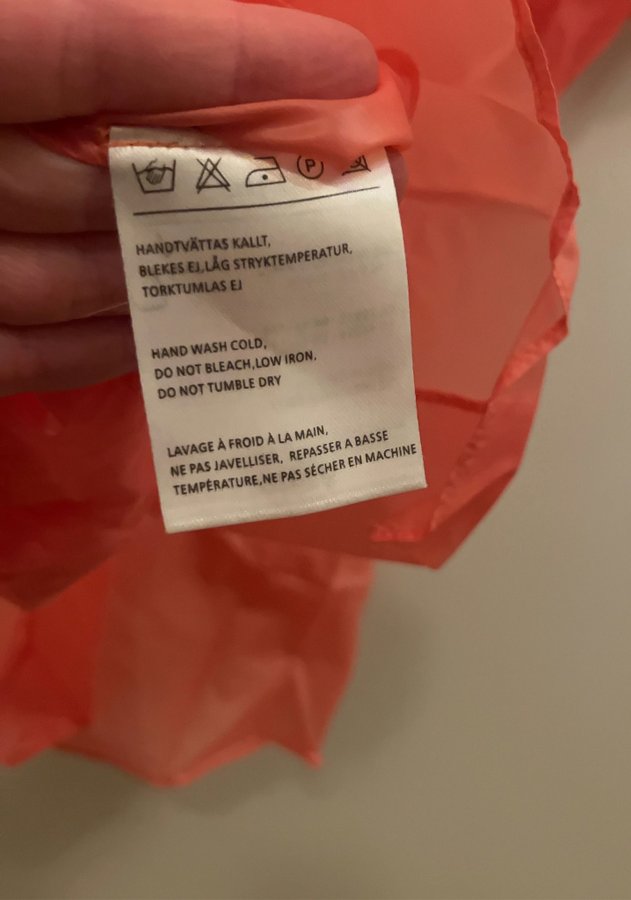 P
HANDTVÄTTAS KALLT,
BLEKES EJ,LÅG STRYKTEMPERATUR,
TORKTUMLAS EJ
HAND WASH COLD,
DO NOT BLEACH,LOW IRON,
DO NOT TUMBLE DRY
LAVAGE À FROID À LA MAIN,
NE PAS JAVELLISER, REPASSER A BASSE
TEMPÉRATURE,NE PAS SÉCHER EN MACHINE